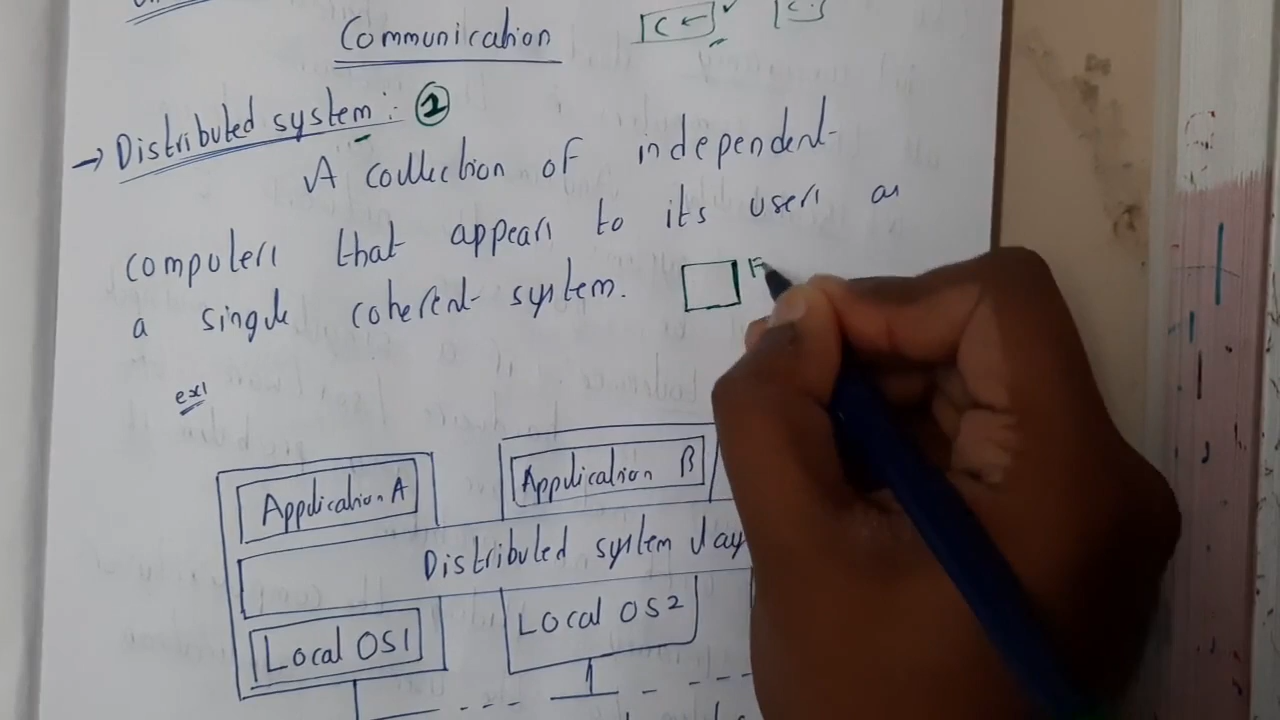 Communication
C ←
→ Distributed system :- 2
A collection of independent
computers that appears to its users as
a single coherent system.
F
ex1
Application A
Application B
Distributed system lay
Local OS1
Local OS2